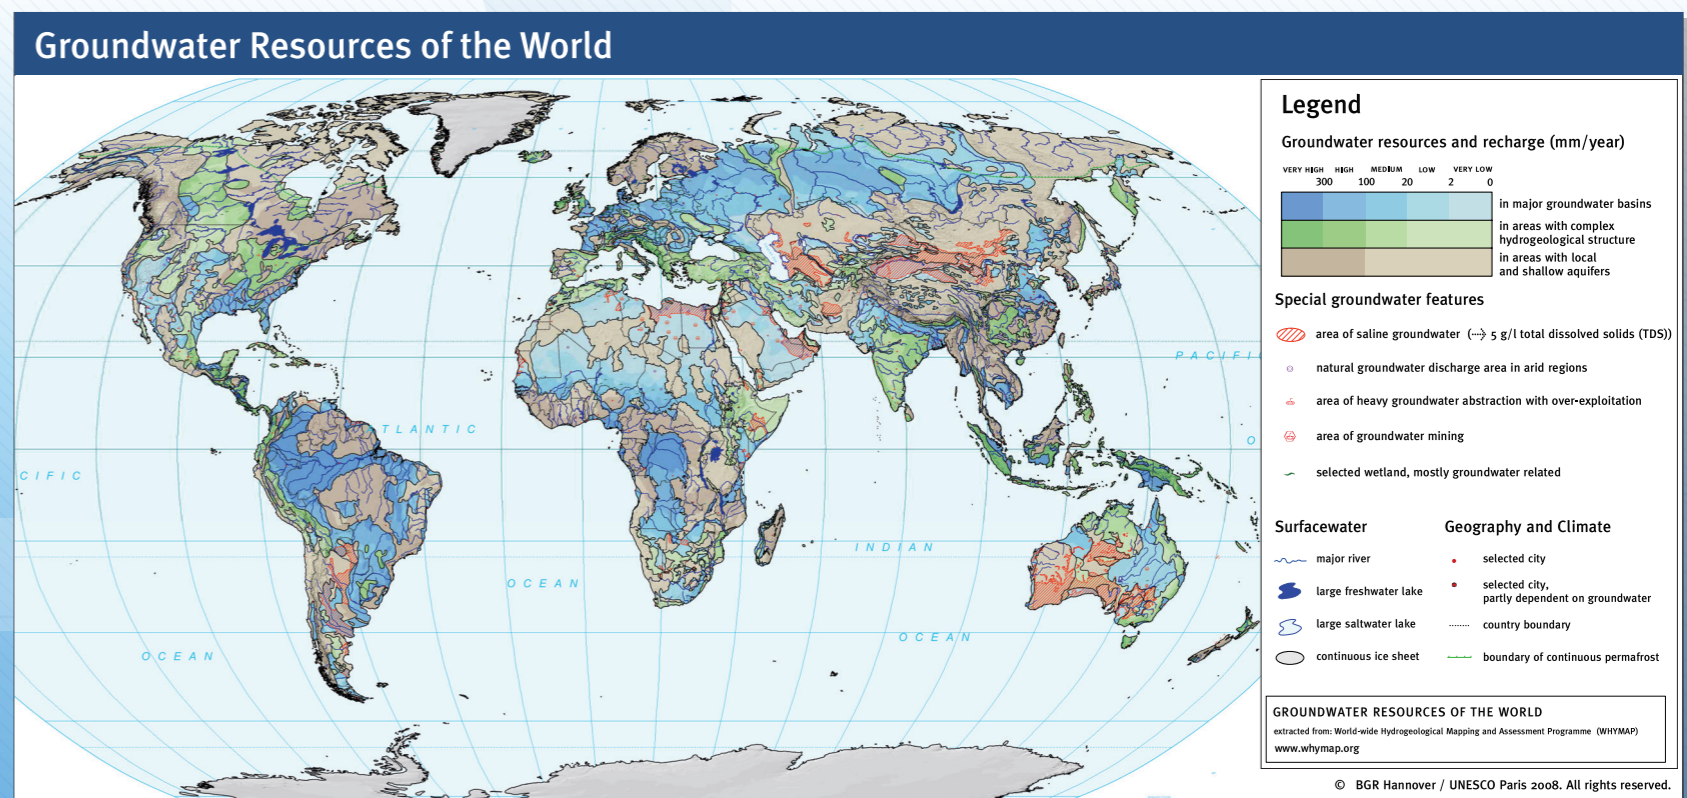 Groundwater Resources of the World
PACIFI
ATLANTIC
O
CIFIC
INDIAN
OCEAN
OCEAN
OCEAN
Legend
Groundwater resources and recharge (mm/year)
VERY HIGH HIGH MEDIUM LOW VERY LOW
300 100 20 2 0
in major groundwater basins
in areas with complex
hydrogeological structure
in areas with local
and shallow aquifers
Special groundwater features
area of saline groundwater ( 5 g/l total dissolved solids (TDS))
natural groundwater discharge area in arid regions
area of heavy groundwater abstraction with over-exploitation
area of groundwater mining
selected wetland, mostly groundwater related
Surfacewater
major river
large freshwater lake
large saltwater lake
continuous ice sheet
Geography and Climate
selected city
selected city,
partly dependent on groundwater
country boundary
boundary of continuous permafrost
GROUNDWATER RESOURCES OF THE WORLD
extracted from: World-wide Hydrogeological Mapping and Assessment Programme (WHYMAP)
www.whymap.org
© BGR Hannover / UNESCO Paris 2008. All rights reserved.